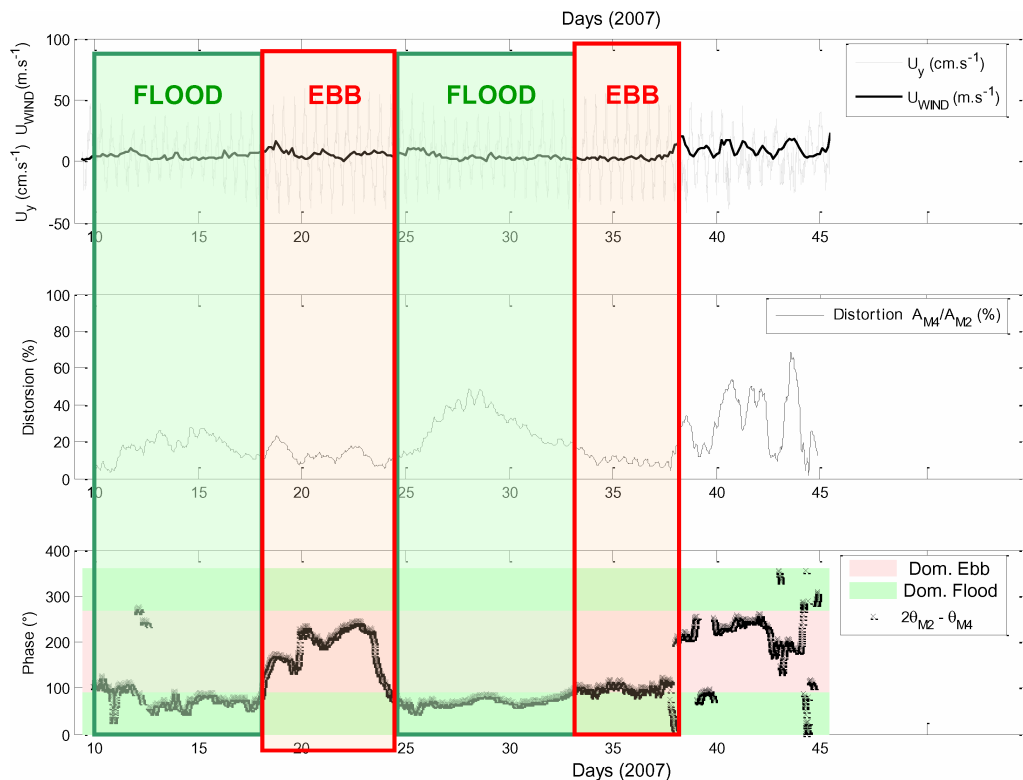 Days (2007)
100
50
0
-50
U_y (cm.s⁻¹) U_WIND (m.s⁻¹)
FLOOD
EBB
FLOOD
EBB
U_y (cm.s⁻¹)
U_WIND (m.s⁻¹)
10 15 20 25 30 35 40 45
100
80
60
40
20
0
Distorsion (%)
Distortion A_M4/A_M2 (%)
10 15 20 25 30 35 40 45
400
300
200
100
0
Phase (°)
Dom. Ebb
Dom. Flood
2θ_M2 - θ_M4
10 15 20 25 30 35 40 45
Days (2007)